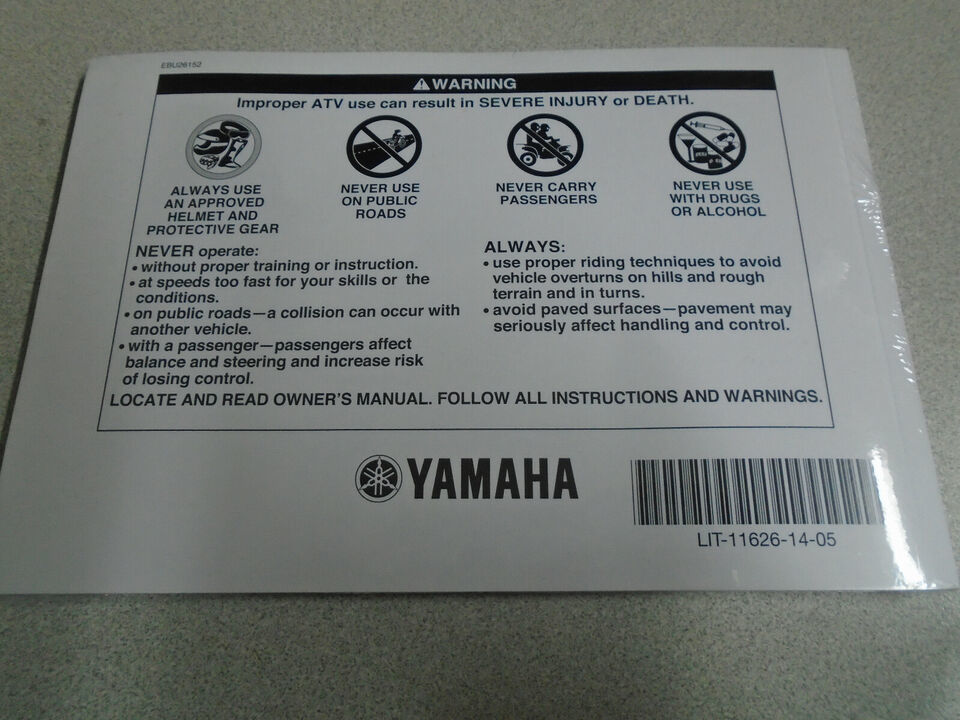 EBU26152
⚠WARNING
Improper ATV use can result in SEVERE INJURY or DEATH.
ALWAYS USE
AN APPROVED
HELMET AND
PROTECTIVE GEAR
NEVER USE
ON PUBLIC
ROADS
NEVER CARRY
PASSENGERS
NEVER USE
WITH DRUGS
OR ALCOHOL
NEVER operate:
• without proper training or instruction.
• at speeds too fast for your skills or the
conditions.
• on public roads—a collision can occur with
another vehicle.
• with a passenger—passengers affect
balance and steering and increase risk
of losing control.
ALWAYS:
• use proper riding techniques to avoid
vehicle overturns on hills and rough
terrain and in turns.
• avoid paved surfaces—pavement may
seriously affect handling and control.
LOCATE AND READ OWNER'S MANUAL. FOLLOW ALL INSTRUCTIONS AND WARNINGS.
YAMAHA
LIT-11626-14-05